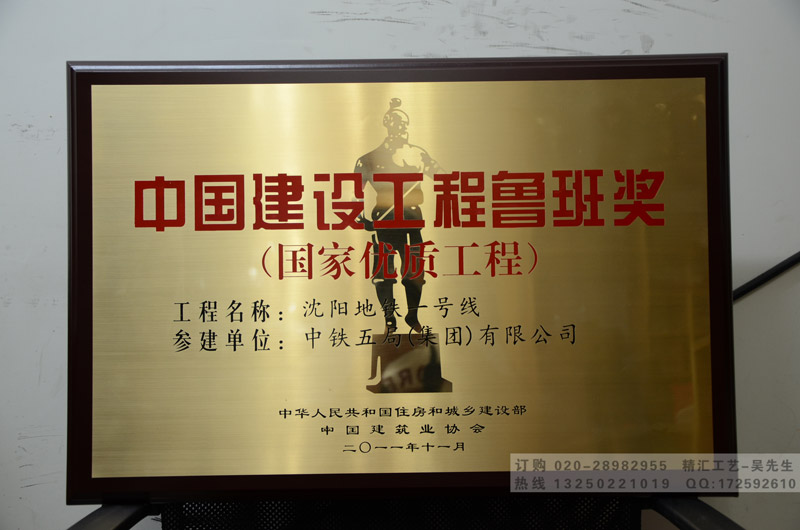 中国建设工程鲁班奖
（国家优质工程）
工程名称：沈阳地铁一号线
参建单位：中铁五局(集团)有限公司
中华人民共和国住房和城乡建设部
中国建筑业协会
二〇一一年十一月
订购 020-28982955 精汇工艺-吴先生
热线 13250221019 QQ:172592610